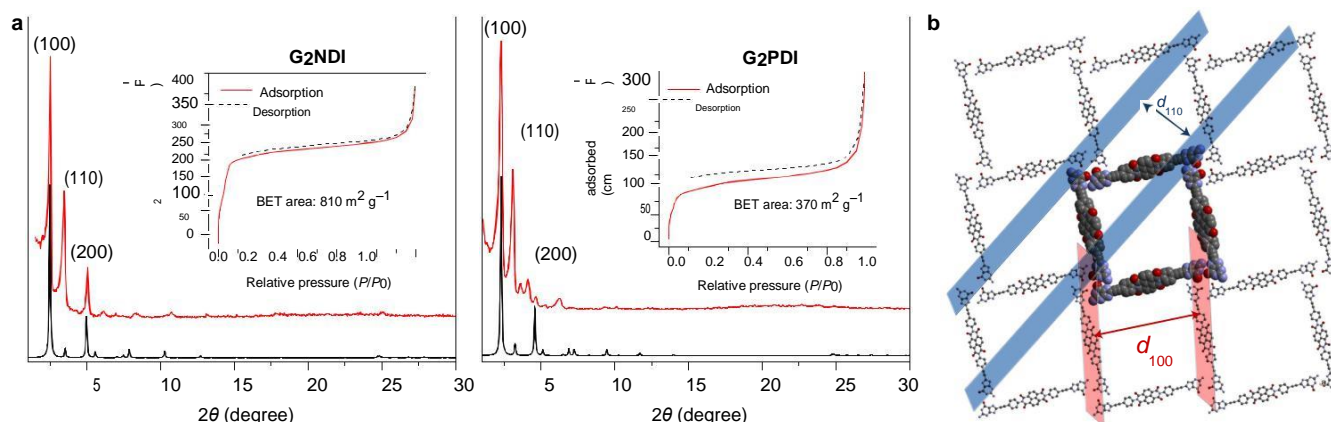 a
(100)
(110)
(200)
G2NDI
F
)
400
350
300
250
200
150
100
2
50
0
Adsorption
Desorption
BET area: 810 m² g⁻¹
0.0 0.2 0.4 0.6 0.8 1.0
Relative pressure (P/P0)
5 10 15 20 25 30
2θ (degree)
(100)
(110)
(200)
G2PDI
F
)
300
250
200
150
100
50
0
adsorbed
(cm
Adsorption
Desorption
BET area: 370 m² g⁻¹
0.0 0.2 0.4 0.6 0.8 1.0
Relative pressure (P/P0)
5 10 15 20 25 30
2θ (degree)
b
d110
d100